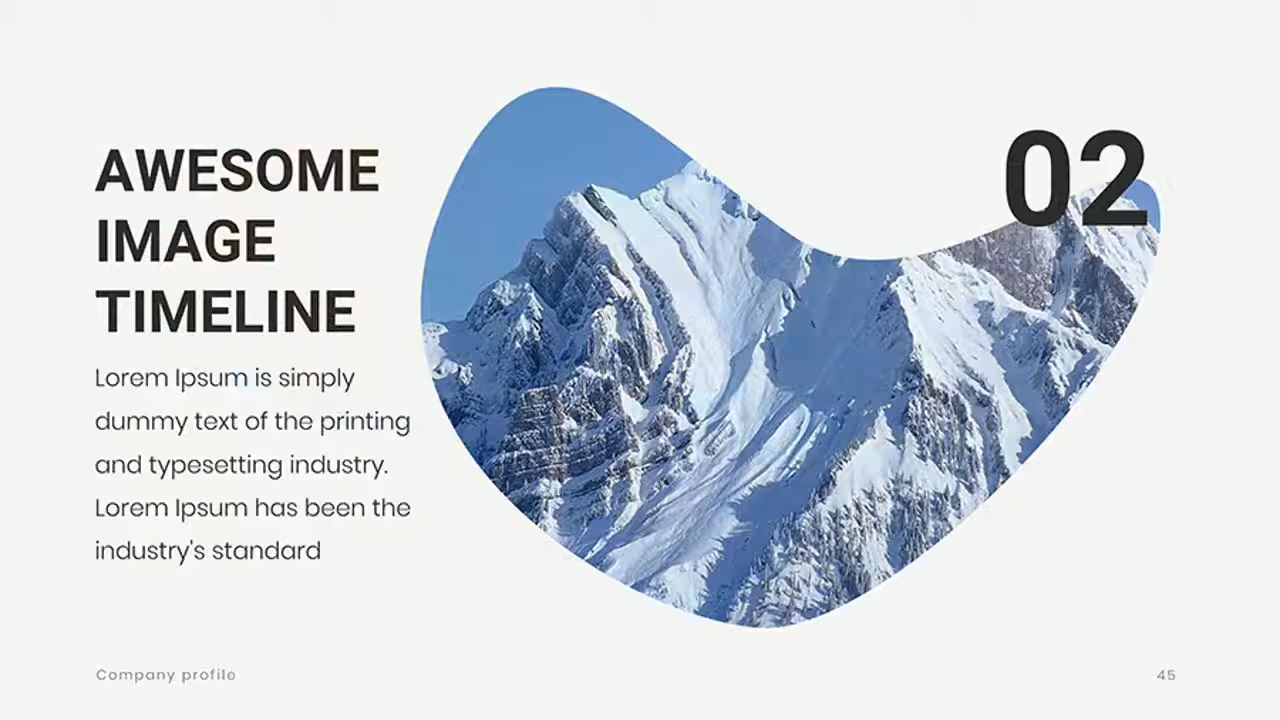 AWESOME
IMAGE
TIMELINE
Lorem Ipsum is simply
dummy text of the printing
and typesetting industry.
Lorem Ipsum has been the
industry's standard
02
Company profile
45